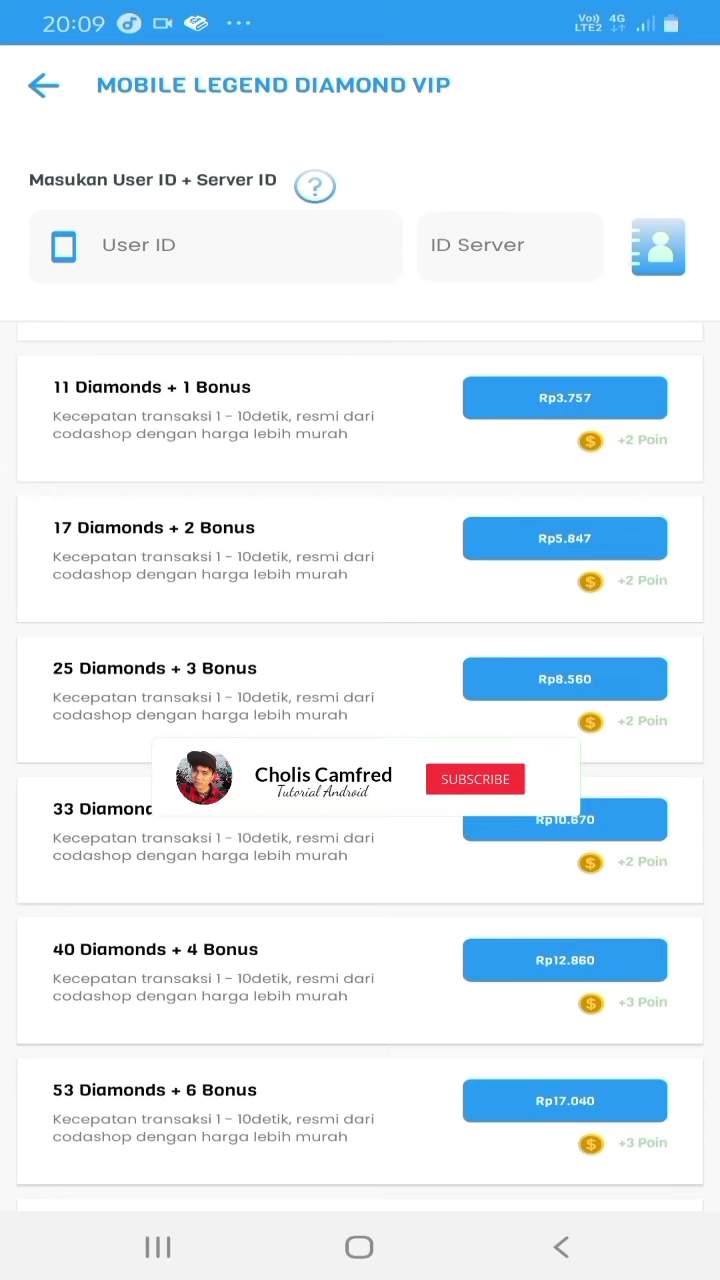 20:09
Vo)) 4G
LTE2
MOBILE LEGEND DIAMOND VIP
Masukan User ID + Server ID
?
User ID
ID Server
11 Diamonds + 1 Bonus
Rp3.757
Kecepatan transaksi 1 - 10detik, resmi dari
codashop dengan harga lebih murah
$ +2 Poin
17 Diamonds + 2 Bonus
Rp5.847
Kecepatan transaksi 1 - 10detik, resmi dari
codashop dengan harga lebih murah
$ +2 Poin
25 Diamonds + 3 Bonus
Rp8.560
Kecepatan transaksi 1 - 10detik, resmi dari
codashop dengan harga lebih murah
$ +2 Poin
Cholis Camfred
Tutorial Android
SUBSCRIBE
33 Diamond
Rp10.670
Kecepatan transaksi 1 - 10detik, resmi dari
codashop dengan harga lebih murah
$ +2 Poin
40 Diamonds + 4 Bonus
Rp12.860
Kecepatan transaksi 1 - 10detik, resmi dari
codashop dengan harga lebih murah
$ +3 Poin
53 Diamonds + 6 Bonus
Rp17.040
Kecepatan transaksi 1 - 10detik, resmi dari
codashop dengan harga lebih murah
$ +3 Poin